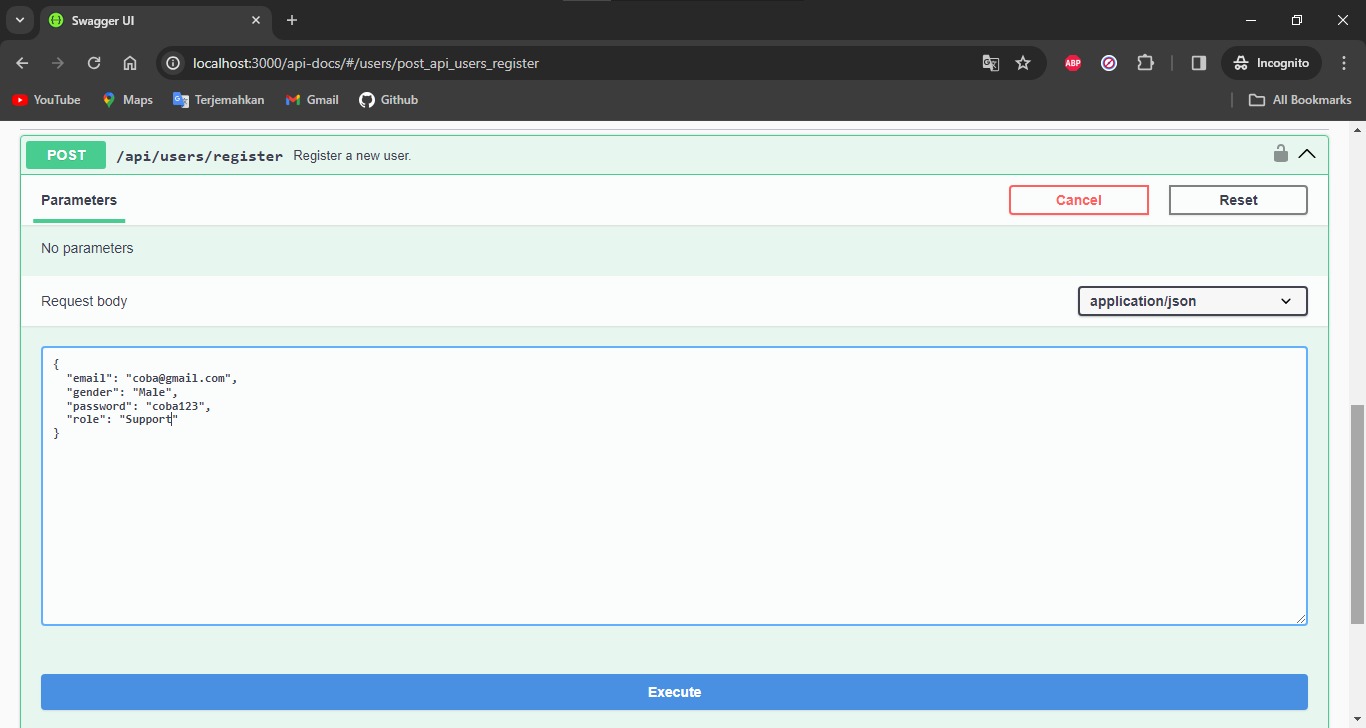 Swagger UI
localhost:3000/api-docs/#/users/post_api_users_register
ABP
Incognito
YouTube
Maps
Terjemahkan
Gmail
Github
All Bookmarks
POST /api/users/register Register a new user.
Parameters
Cancel
Reset
No parameters
Request body
application/json
{
"email": "coba@gmail.com",
"gender": "Male",
"password": "coba123",
"role": "Support"
}
Execute